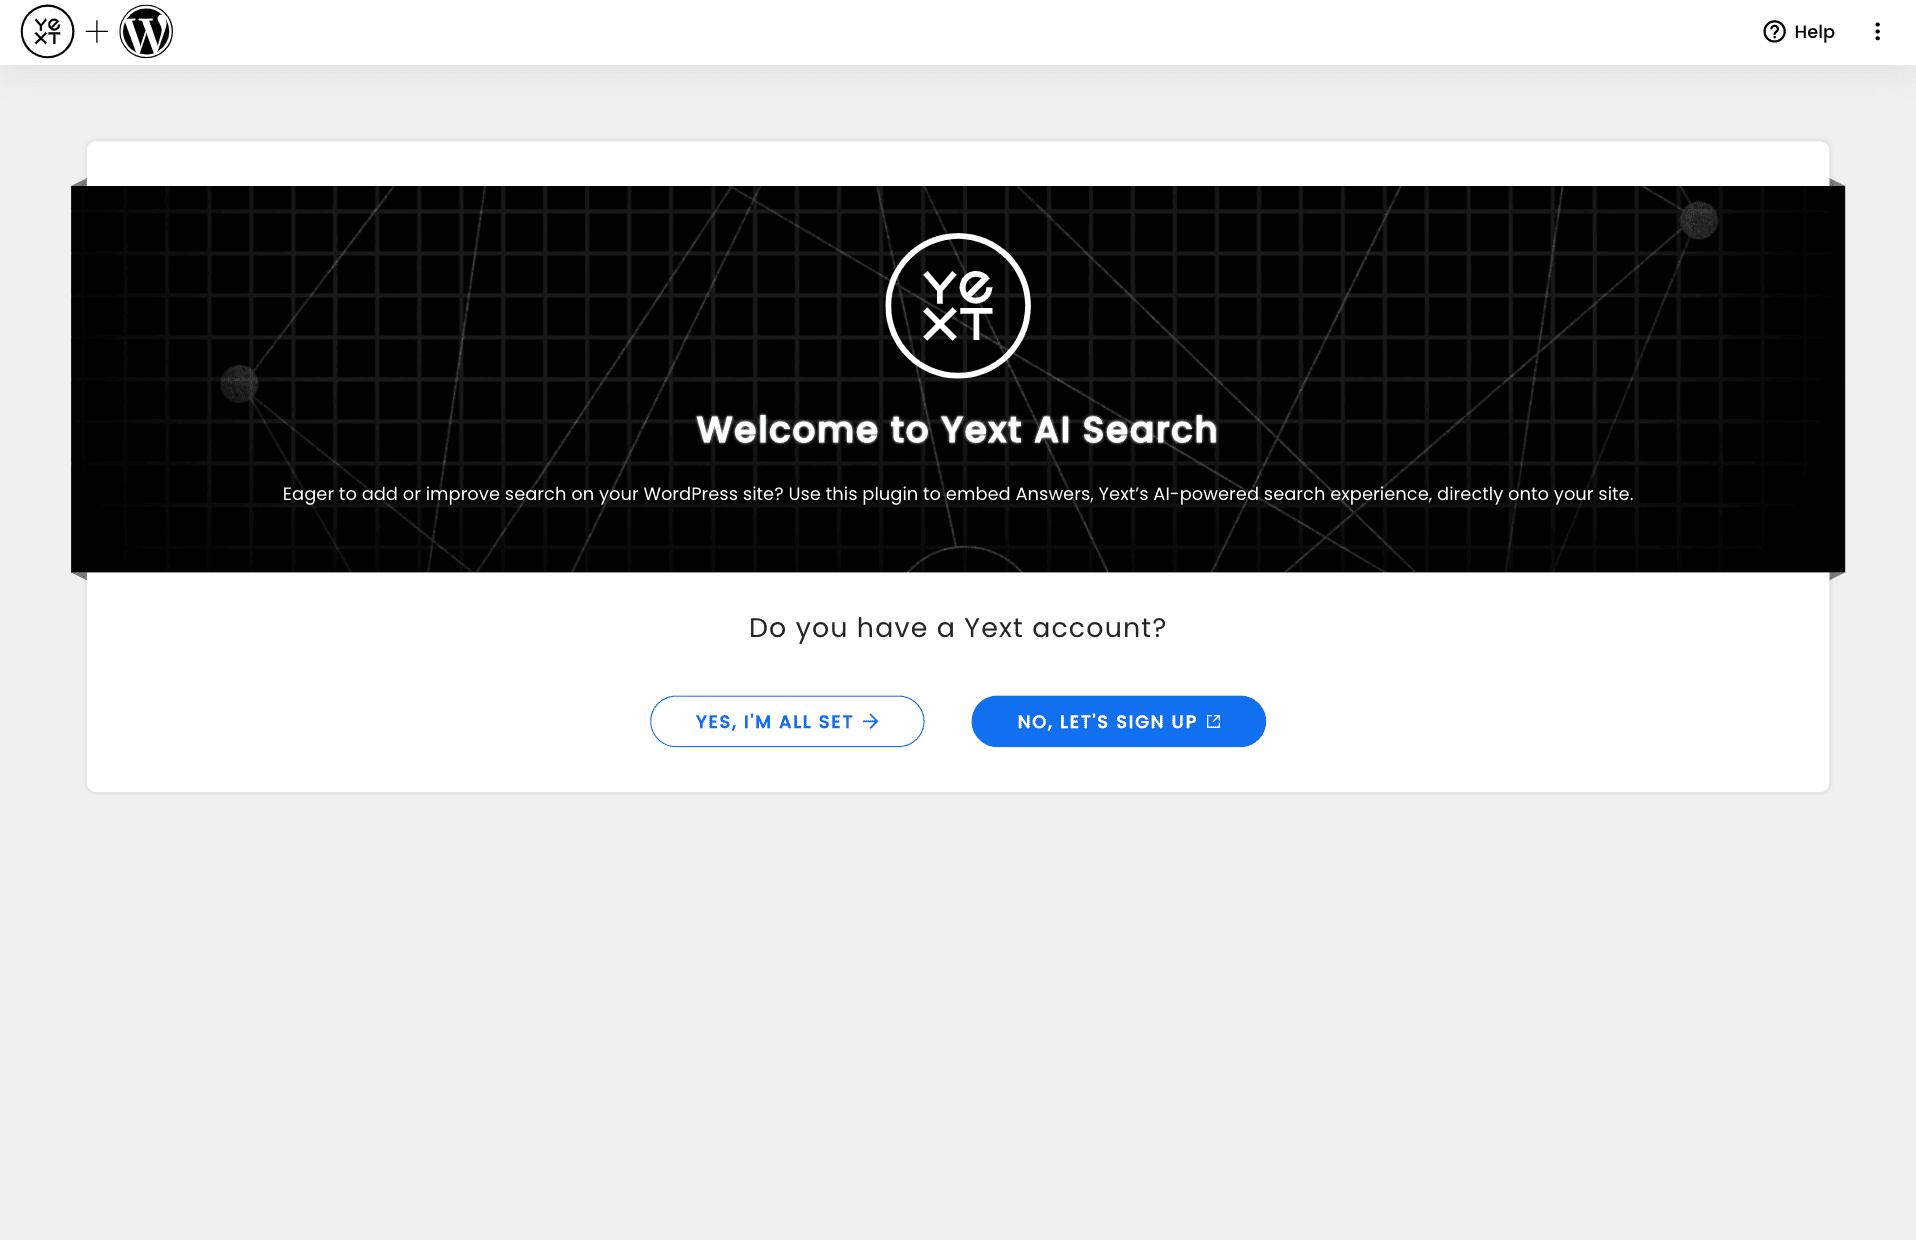 YEXT
W
Help
YEXT
Welcome to Yext AI Search
Eager to add or improve search on your WordPress site? Use this plugin to embed Answers, Yext’s AI-powered search experience, directly onto your site.
Do you have a Yext account?
YES, I'M ALL SET
NO, LET'S SIGN UP